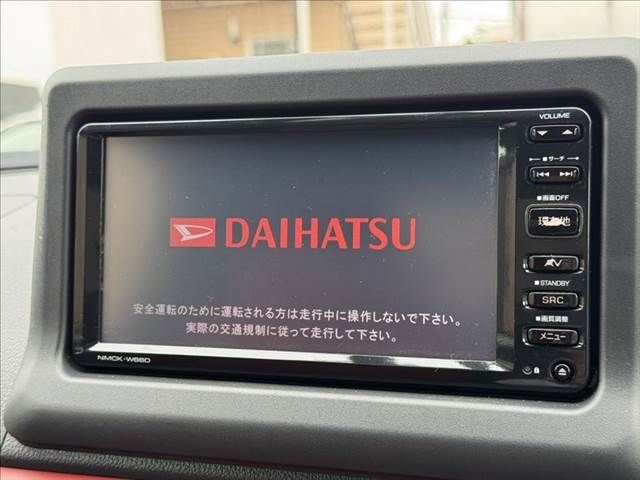 VOLUME
■サーチ
■画面OFF
DAIHATSU
AV
■STANDBY
SRC
安全運転のために運転される方は走行中に操作しないで下さい。
実際の交通規制に従って走行して下さい。
■画質調整
メニュー
NMCK-W66D